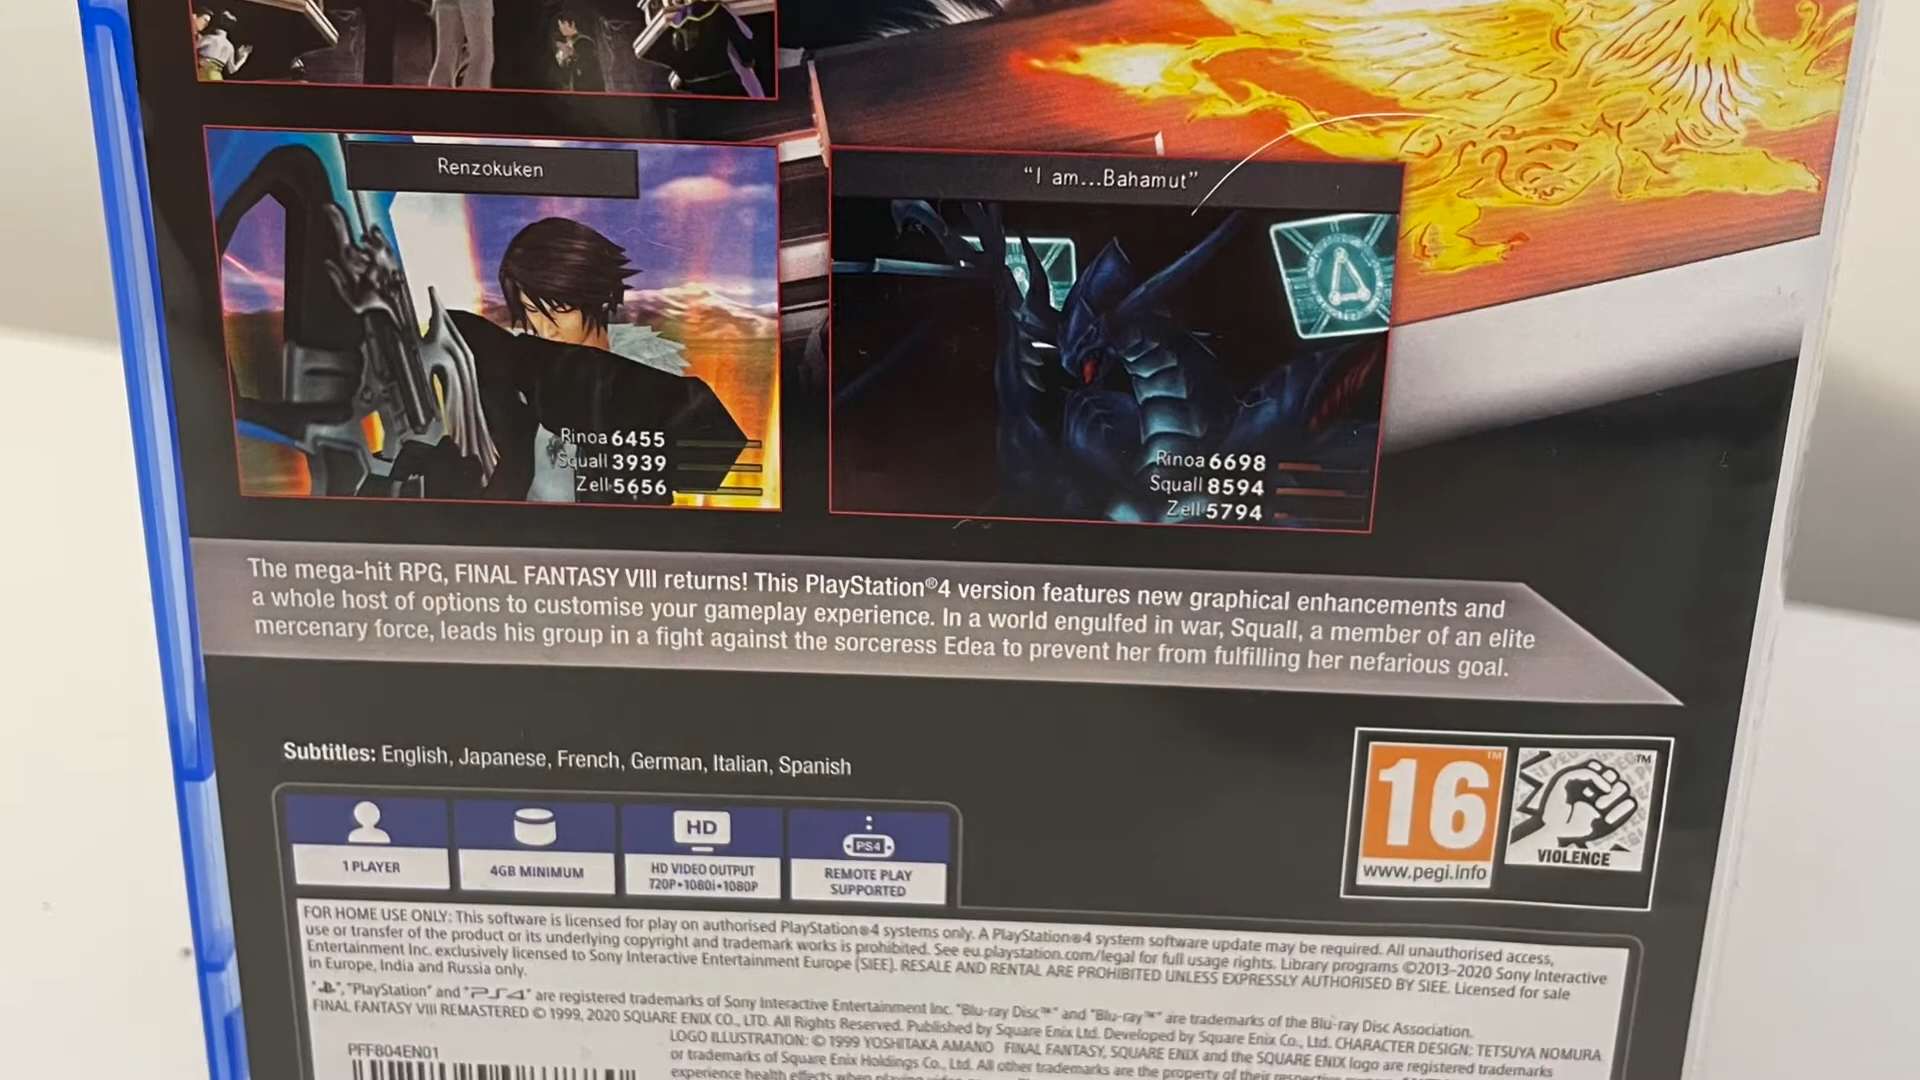 Renzokuken
Rinoa 6455
Squall 3939
Zell 5656
“I am...Bahamut”
Rinoa 6698
Squall 8594
Zell 5794
The mega-hit RPG, FINAL FANTASY VIII returns! This PlayStation®4 version features new graphical enhancements and
a whole host of options to customise your gameplay experience. In a world engulfed in war, Squall, a member of an elite
mercenary force, leads his group in a fight against the sorceress Edea to prevent her from fulfilling her nefarious goal.
Subtitles: English, Japanese, French, German, Italian, Spanish
1 PLAYER
4GB MINIMUM
HD
HD VIDEO OUTPUT
720P•1080i•1080P
PS4
REMOTE PLAY
SUPPORTED
16™
www.pegi.info
™
VIOLENCE
FOR HOME USE ONLY: This software is licensed for play on authorised PlayStation®4 systems only. A PlayStation®4 system software update may be required. All unauthorised access,
use or transfer of the product or its underlying copyright and trademark works is prohibited. See eu.playstation.com/legal for full usage rights. Library programs ©2013-2020 Sony Interactive
Entertainment Inc. exclusively licensed to Sony Interactive Entertainment Europe (SIEE). RESALE AND RENTAL ARE PROHIBITED UNLESS EXPRESSLY AUTHORISED BY SIEE. Licensed for sale
in Europe, India and Russia only.
"PlayStation" and "PS4" are registered trademarks of Sony Interactive Entertainment Inc. "Blu-ray Disc™" and "Blu-ray™" are trademarks of the Blu-ray Disc Association.
FINAL FANTASY VIII REMASTERED © 1999, 2020 SQUARE ENIX CO., LTD. All Rights Reserved. Published by Square Enix Ltd. Developed by Square Enix Co., Ltd. CHARACTER DESIGN: TETSUYA NOMURA
LOGO ILLUSTRATION: © 1999 YOSHITAKA AMANO FINAL FANTASY, SQUARE ENIX and the SQUARE ENIX logo are registered trademarks
or trademarks of Square Enix Holdings Co., Ltd. All other trademarks are the property of their respective
experience health effects when
PFF804EN01